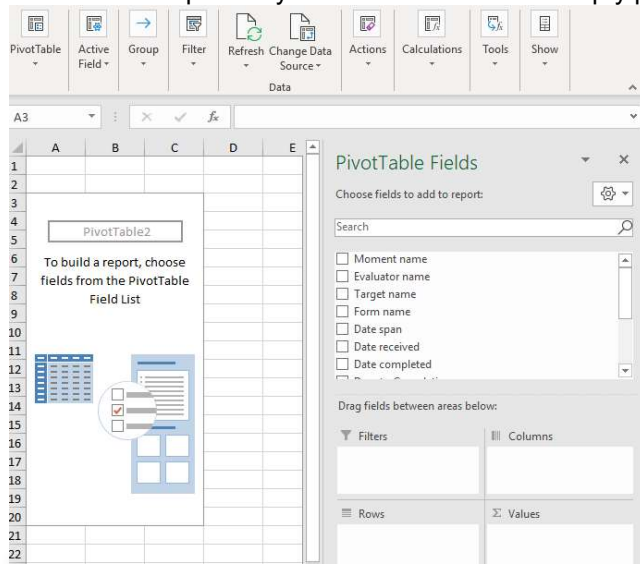 PivotTable Active Field Group Filter Refresh Change Data Source Actions Calculations Tools Show
Data
A3 fx
A B C D E
1
2
3
4
5
6
7
8
9
10
11
12
13
14
15
16
17
18
19
20
21
22
PivotTable2
To build a report, choose
fields from the PivotTable
Field List
PivotTable Fields
Choose fields to add to report:
Search
Moment name
Evaluator name
Target name
Form name
Date span
Date received
Date completed
Drag fields between areas below:
Filters
Columns
Rows
Σ Values